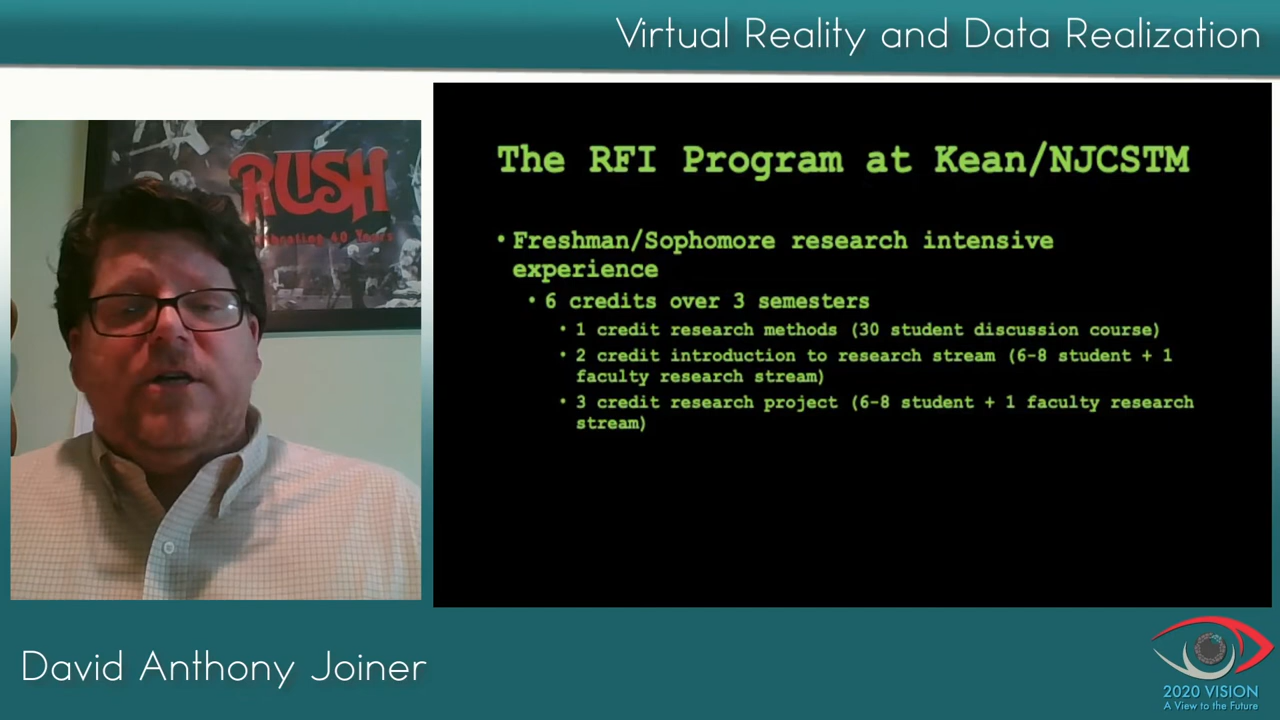 Virtual Reality and Data Realization
RUSH
Celebrating 40 Years
The RFI Program at Kean/NJCSTM
• Freshman/Sophomore research intensive
experience
• 6 credits over 3 semesters
• 1 credit research methods (30 student discussion course)
• 2 credit introduction to research stream (6-8 student + 1
faculty research stream)
• 3 credit research project (6-8 student + 1 faculty research
stream)
David Anthony Joiner
2020 VISION
A View to the Future